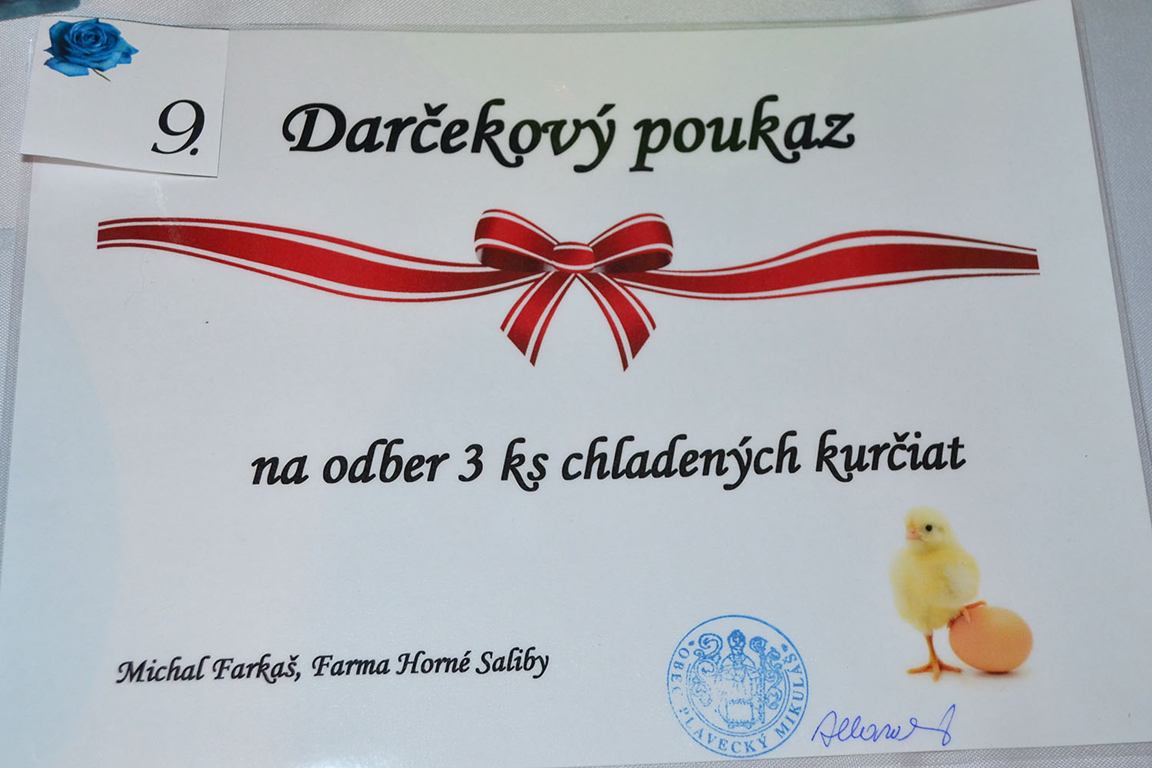 9.
Darčekový poukaz
na odber 3 ks chladených kurčiat
Michal Farkaš, Farma Horné Saliby
OBEC PLAVECKÝ MIKULÁŠ